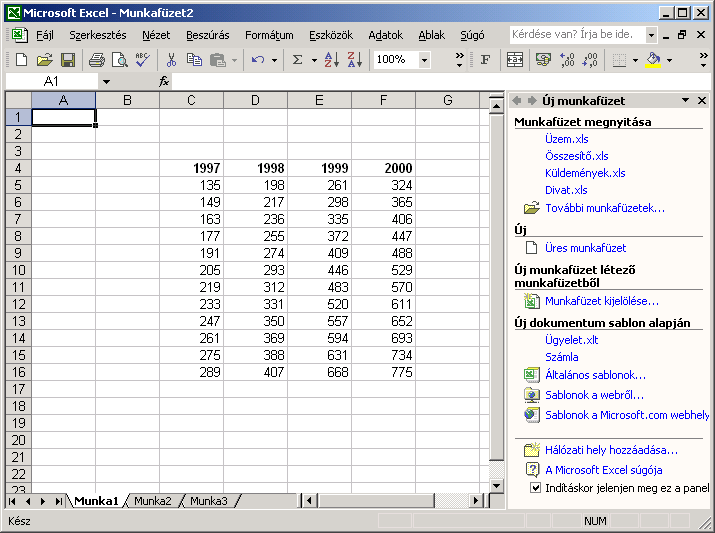 Microsoft Excel - Munkafüzet2
Fájl Szerkesztés Nézet Beszúrás Formátum Eszközök Adatok Ablak Súgó Kérdése van? Írja be ide.
100% F
A1 fx
A B C D E F G
1
2
3
4 1997 1998 1999 2000
5 135 198 261 324
6 149 217 298 365
7 163 236 335 406
8 177 255 372 447
9 191 274 409 488
10 205 293 446 529
11 219 312 483 570
12 233 331 520 611
13 247 350 557 652
14 261 369 594 693
15 275 388 631 734
16 289 407 668 775
17
18
19
20
21
22
23
Munka1 Munka2 Munka3
Kész NUM
Új munkafüzet
Munkafüzet megnyitása
Üzem.xls
Összesítő.xls
Küldemények.xls
Divat.xls
További munkafüzetek...
Új
Üres munkafüzet
Új munkafüzet létező
munkafüzetből
Munkafüzet kijelölése...
Új dokumentum sablon alapján
Ügyelet.xlt
Számla
Általános sablonok...
Sablonok a webről...
Sablonok a Microsoft.com webhely
Hálózati hely hozzáadása...
A Microsoft Excel súgója
Indításkor jelenjen meg ez a panel